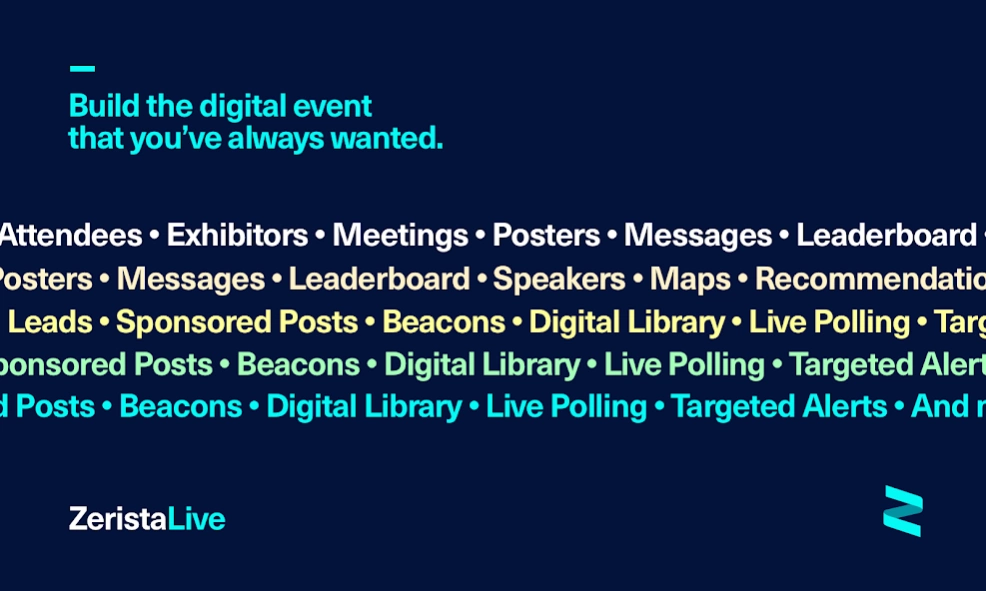 Build the digital event
that you’ve always wanted.
Attendees • Exhibitors • Meetings • Posters • Messages • Leaderboard •
Posters • Messages • Leaderboard • Speakers • Maps • Recommendatio
Leads • Sponsored Posts • Beacons • Digital Library • Live Polling • Targ
ponsored Posts • Beacons • Digital Library • Live Polling • Targeted Alert
d Posts • Beacons • Digital Library • Live Polling • Targeted Alerts • And
ZeristaLive